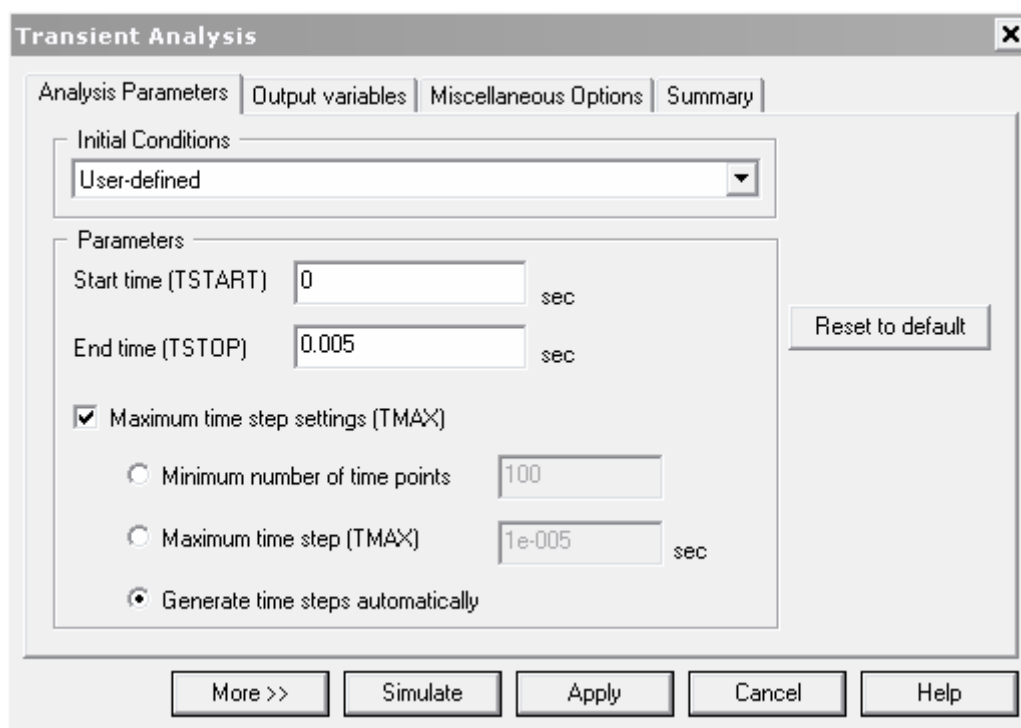 Transient Analysis
Analysis Parameters Output variables Miscellaneous Options Summary
Initial Conditions
User-defined
Parameters
Start time (TSTART) 0 sec
End time (TSTOP) 0.005 sec
Reset to default
Maximum time step settings (TMAX)
Minimum number of time points 100
Maximum time step (TMAX) 1e-005 sec
Generate time steps automatically
More >> Simulate Apply Cancel Help